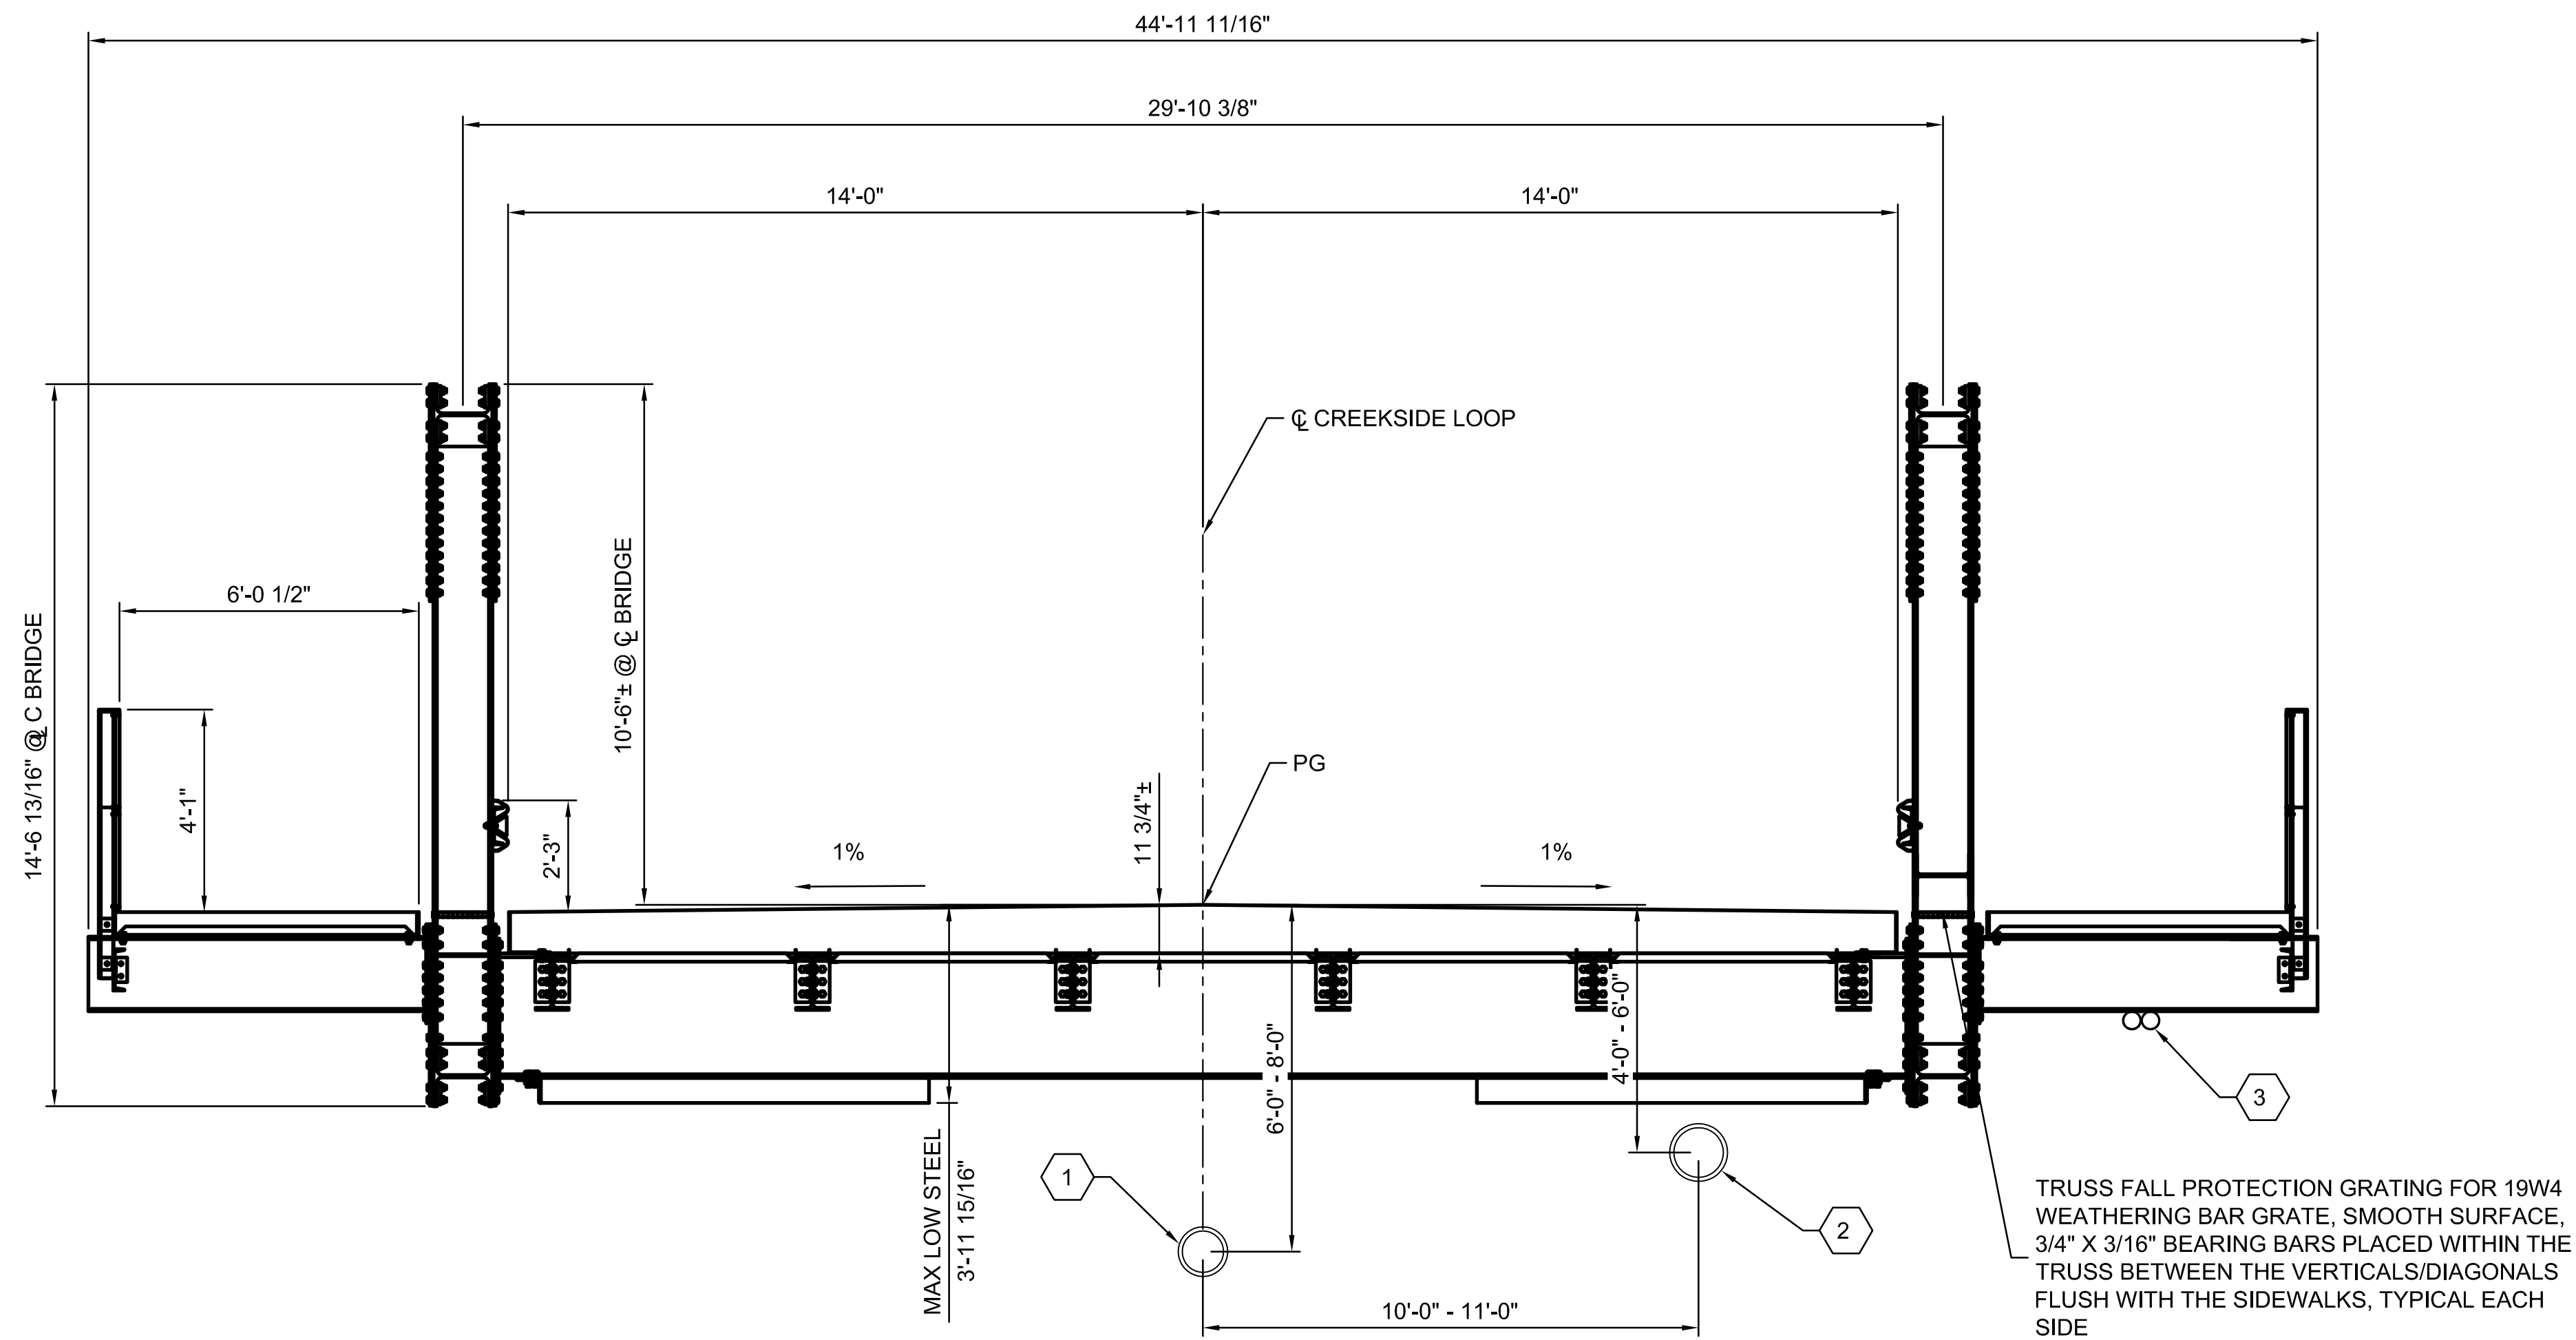 44'-11 11/16"
29'-10 3/8"
14'-0"
14'-0"
℄ CREEKSIDE LOOP
6'-0 1/2"
14'-6 13/16" @ ℄ C BRIDGE
10'-6"± @ ℄ BRIDGE
PG
4'-1"
2'-3"
1%
11 3/4"±
1%
4'-0" - 6'-0"
6'-0" - 8'-0"
MAX LOW STEEL
3'-11 15/16"
1
2
3
10'-0" - 11'-0"
TRUSS FALL PROTECTION GRATING FOR 19W4
WEATHERING BAR GRATE, SMOOTH SURFACE,
3/4" X 3/16" BEARING BARS PLACED WITHIN THE
TRUSS BETWEEN THE VERTICALS/DIAGONALS
FLUSH WITH THE SIDEWALKS, TYPICAL EACH
SIDE